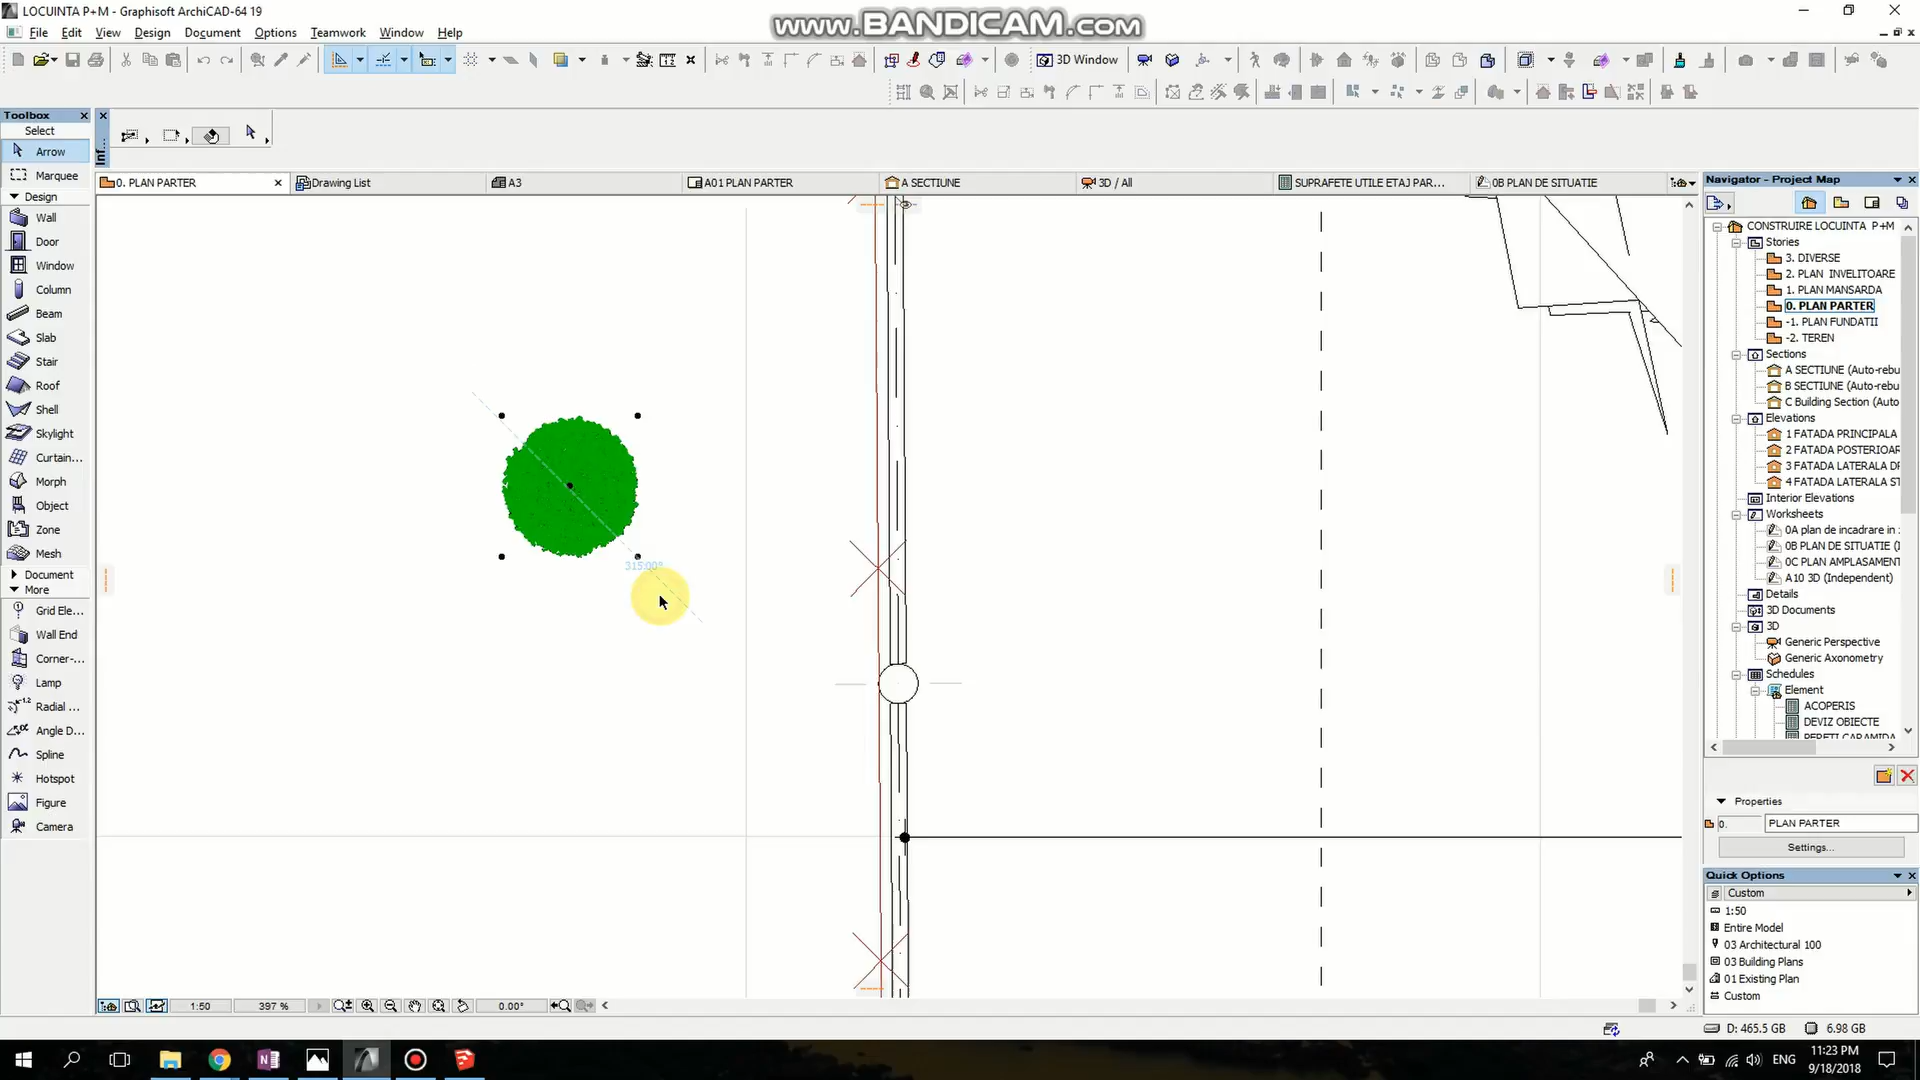 LOCUINTA P+M - Graphisoft ArchiCAD-64 19
www.BANDICAM.com
File Edit View Design Document Options Teamwork Window Help
3D Window
Toolbox
Select
Arrow
Marquee
Design
Wall
Door
Window
Column
Beam
Slab
Stair
Roof
Shell
Skylight
Curtain...
Morph
Object
Zone
Mesh
Document
More
Grid Ele...
Wall End
Corner-...
Lamp
Radial ...
Angle D...
Spline
Hotspot
Figure
Camera
Inf...
0. PLAN PARTER
Drawing List
A3
A01 PLAN PARTER
A SECTIUNE
3D / All
SUPRAFETE UTILE ETAJ PAR...
0B PLAN DE SITUATIE
315.00°
1:50
397 %
0.00°
Navigator - Project Map
CONSTRUIRE LOCUINTA P+M
Stories
3. DIVERSE
2. PLAN INVELITOARE
1. PLAN MANSARDA
0. PLAN PARTER
-1. PLAN FUNDATII
-2. TEREN
Sections
A SECTIUNE (Auto-rebu
B SECTIUNE (Auto-rebu
C Building Section (Auto
Elevations
1 FATADA PRINCIPALA
2 FATADA POSTERIOAR
3 FATADA LATERALA DR
4 FATADA LATERALA ST
Interior Elevations
Worksheets
0A plan de incadrare in
0B PLAN DE SITUATIE (I
0C PLAN AMPLASAMENT
A10 3D (Independent)
Details
3D Documents
3D
Generic Perspective
Generic Axonometry
Schedules
Element
ACOPERIS
DEVIZ OBIECTE
PERETI CARAMIDA
Properties
0.
PLAN PARTER
Settings...
Quick Options
Custom
1:50
Entire Model
03 Architectural 100
03 Building Plans
01 Existing Plan
Custom
D: 465.5 GB
6.98 GB
ENG
11:23 PM
9/18/2018